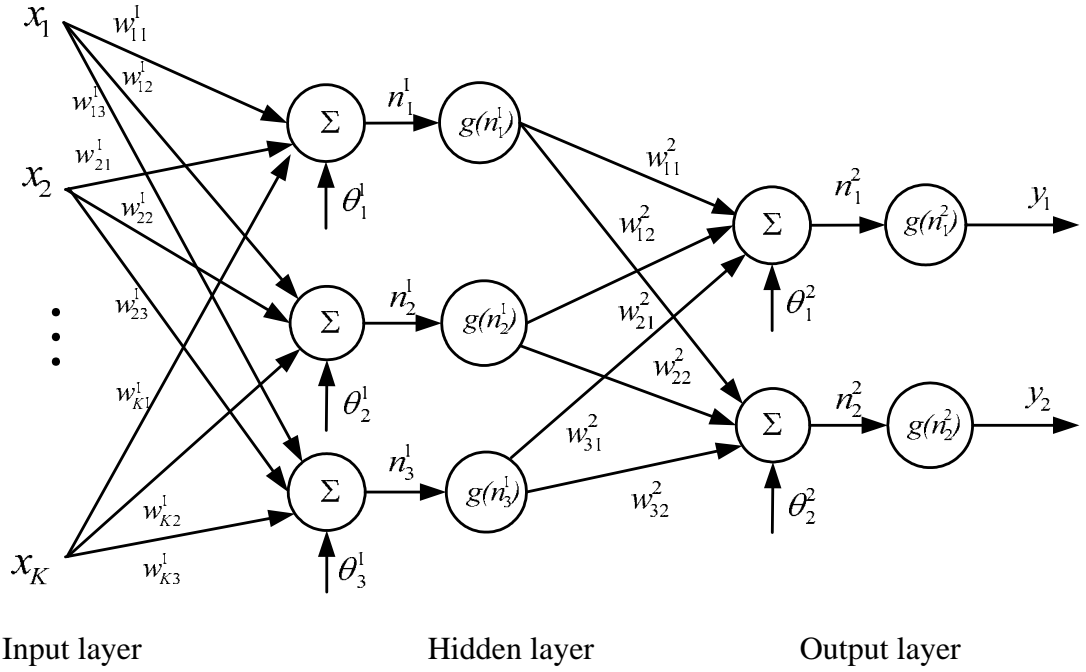 x₁
w¹₁₁
w¹₁₂
w¹₁₃
Σ
n¹₁
g(n¹₁)
θ¹₁
w¹₂₁
x₂
w¹₂₂
w¹₂₃
Σ
n¹₂
g(n¹₂)
θ¹₂
w¹K1
Σ
n¹₃
g(n¹₃)
θ¹₃
w¹K2
w¹K3
xK
w²₁₁
w²₁₂
w²₂₁
w²₂₂
w²₃₁
w²₃₂
Σ
n²₁
g(n²₁)
y₁
θ²₁
Σ
n²₂
g(n²₂)
y₂
θ²₂
Input layer
Hidden layer
Output layer